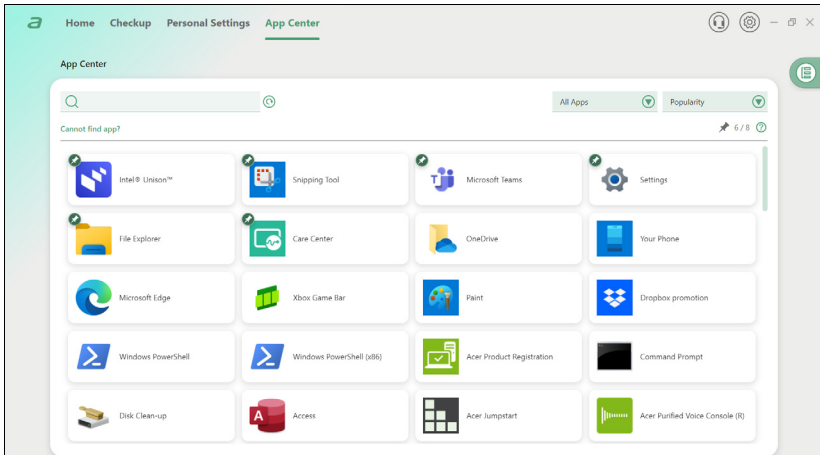 a Home Checkup Personal Settings App Center
App Center
All Apps Popularity
Cannot find app? 6 / 8 ?
Intel® Unison™ Snipping Tool Microsoft Teams Settings
File Explorer Care Center OneDrive Your Phone
Microsoft Edge Xbox Game Bar Paint Dropbox promotion
Windows PowerShell Windows PowerShell (x86) Acer Product Registration Command Prompt
Disk Clean-up A Access Acer Jumpstart Acer Purified Voice Console (R)